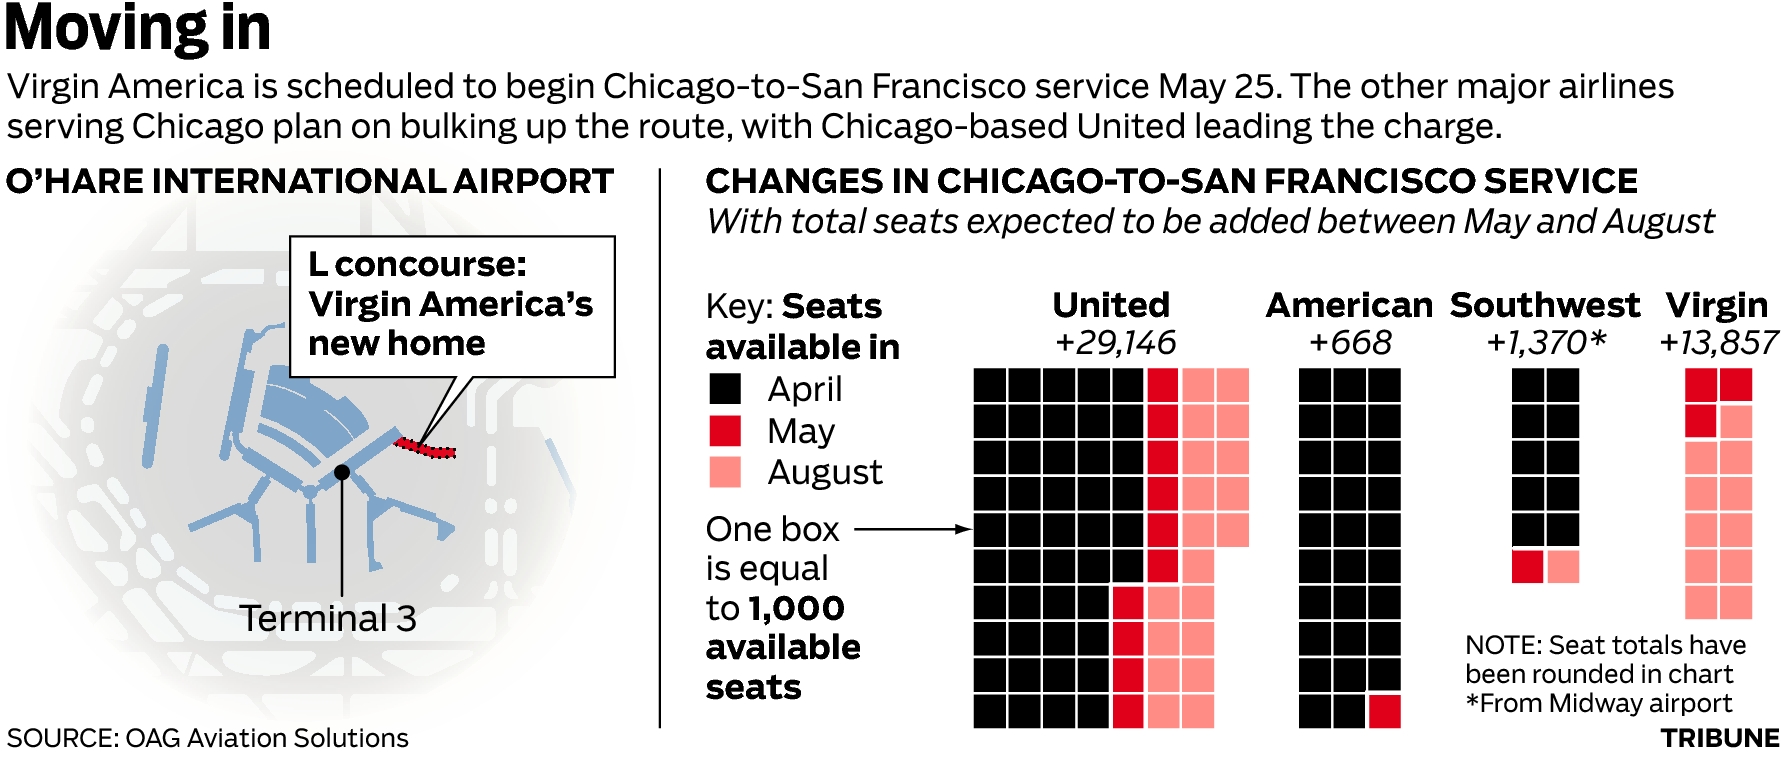 Moving in
Virgin America is scheduled to begin Chicago-to-San Francisco service May 25. The other major airlines
serving Chicago plan on bulking up the route, with Chicago-based United leading the charge.
O'HARE INTERNATIONAL AIRPORT
L concourse:
Virgin America's
new home
Terminal 3
SOURCE: OAG Aviation Solutions
CHANGES IN CHICAGO-TO-SAN FRANCISCO SERVICE
With total seats expected to be added between May and August
Key: Seats
available in
April
May
August
One box
is equal
to 1,000
available
seats
United
+29,146
American
+668
Southwest
+1,370*
Virgin
+13,857
NOTE: Seat totals have
been rounded in chart
*From Midway airport
TRIBUNE